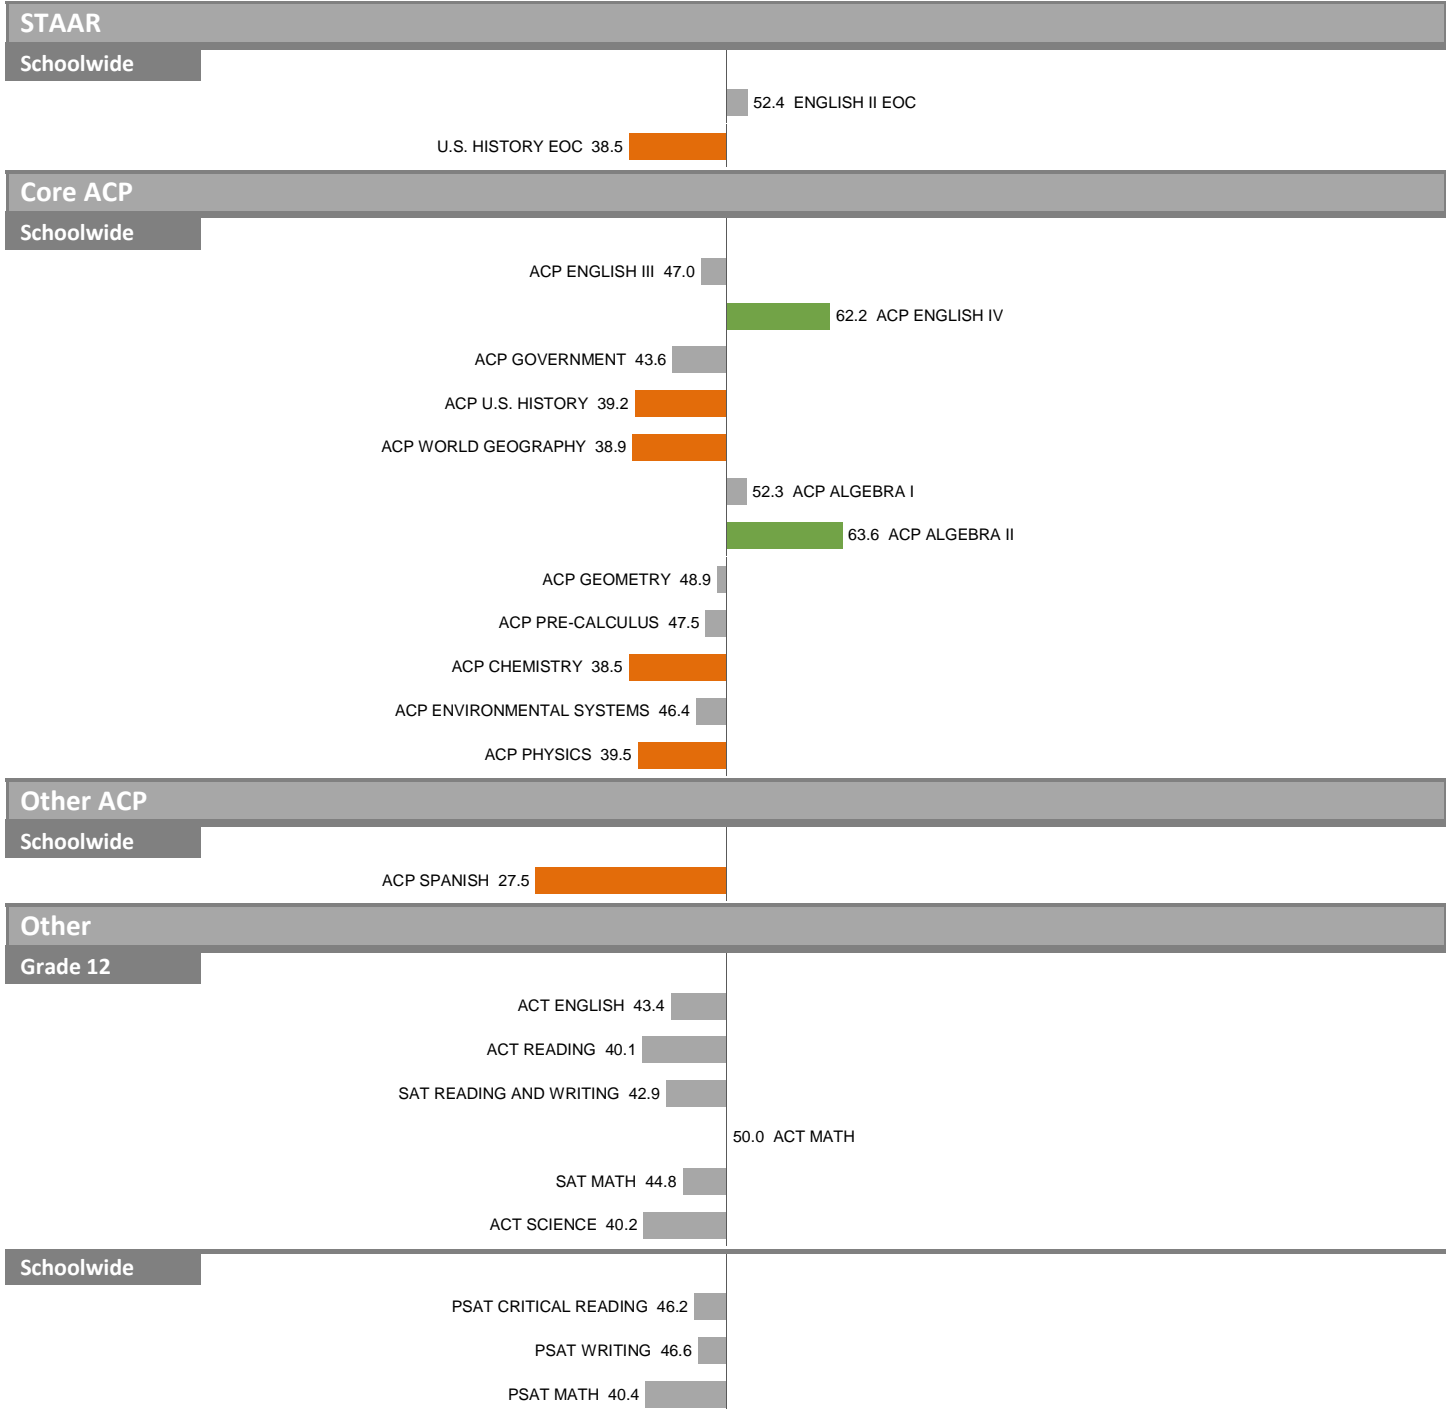 STAAR
Schoolwide
52.4 ENGLISH II EOC
U.S. HISTORY EOC 38.5
Core ACP
Schoolwide
ACP ENGLISH III 47.0
62.2 ACP ENGLISH IV
ACP GOVERNMENT 43.6
ACP U.S. HISTORY 39.2
ACP WORLD GEOGRAPHY 38.9
52.3 ACP ALGEBRA I
63.6 ACP ALGEBRA II
ACP GEOMETRY 48.9
ACP PRE-CALCULUS 47.5
ACP CHEMISTRY 38.5
ACP ENVIRONMENTAL SYSTEMS 46.4
ACP PHYSICS 39.5
Other ACP
Schoolwide
ACP SPANISH 27.5
Other
Grade 12
ACT ENGLISH 43.4
ACT READING 40.1
SAT READING AND WRITING 42.9
50.0 ACT MATH
SAT MATH 44.8
ACT SCIENCE 40.2
Schoolwide
PSAT CRITICAL READING 46.2
PSAT WRITING 46.6
PSAT MATH 40.4